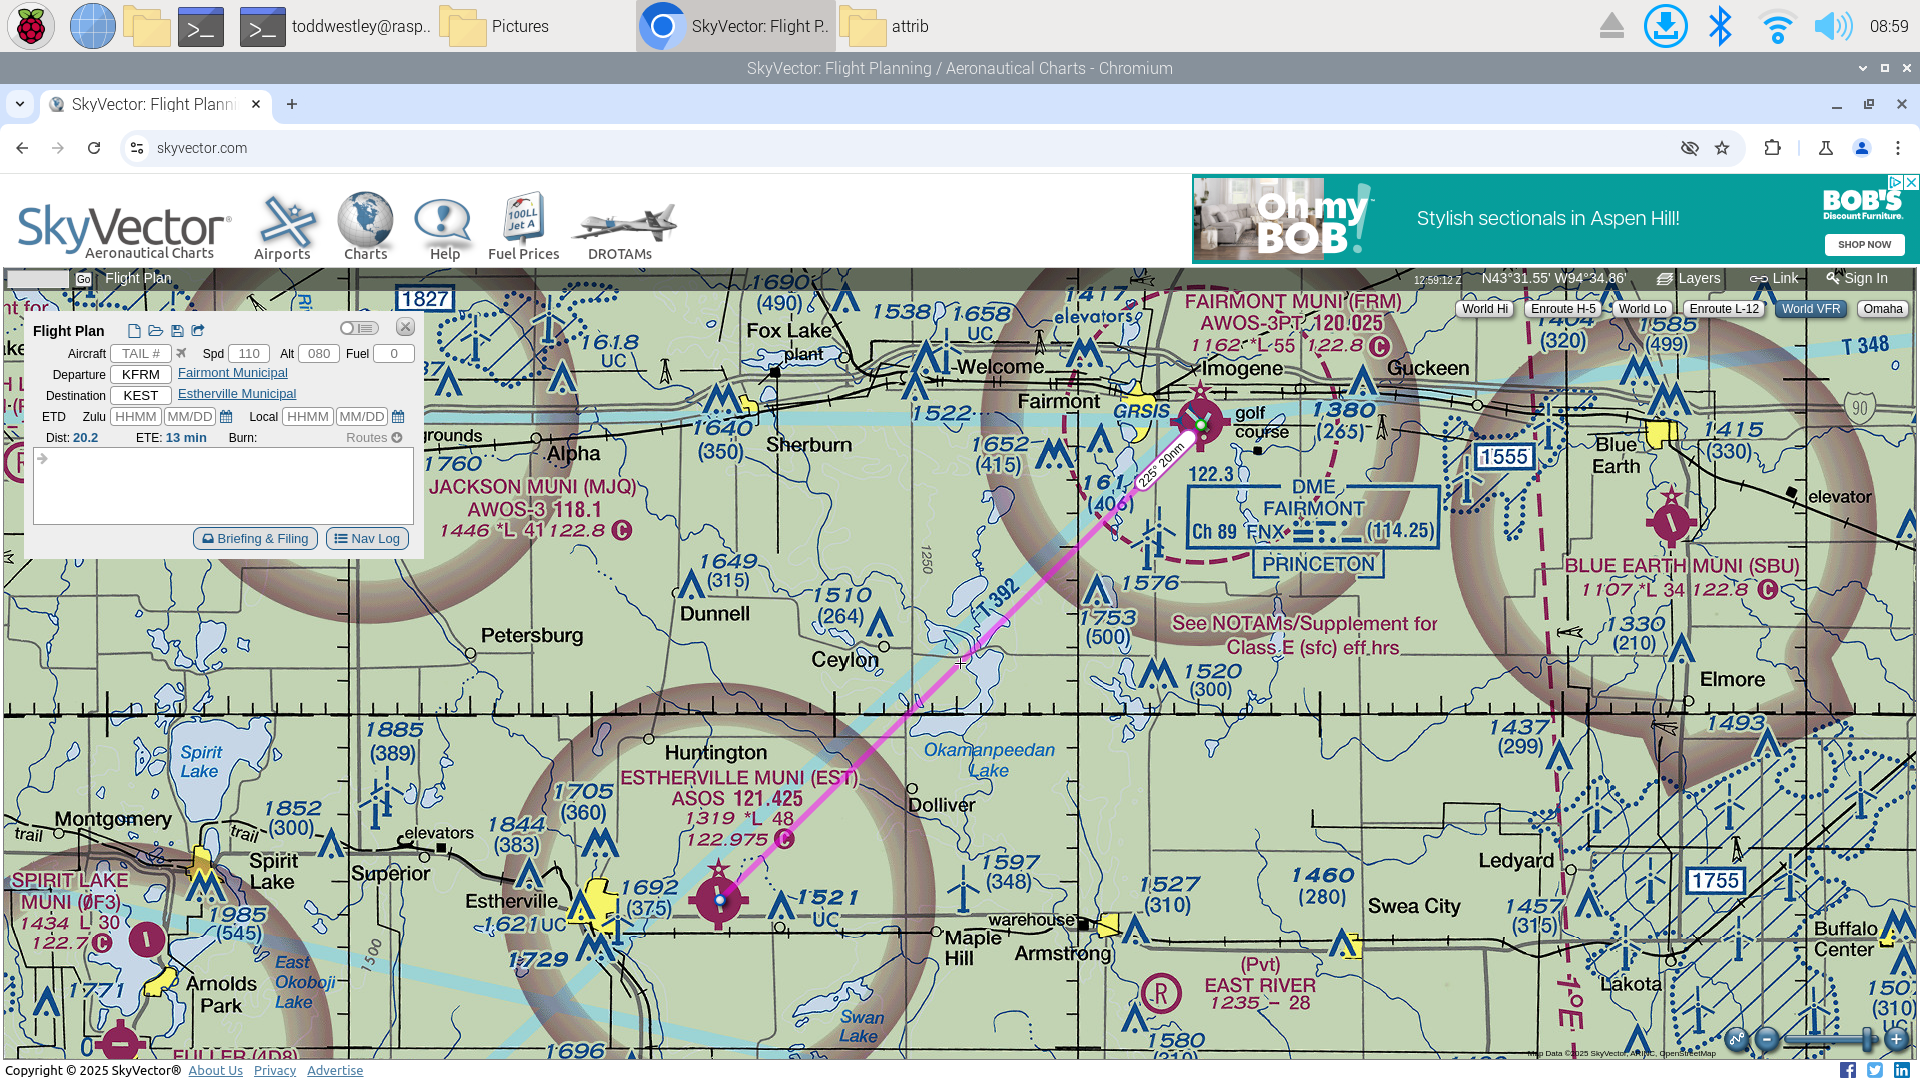 toddwestley@rasp..
Pictures
SkyVector: Flight P..
attrib
08:59
SkyVector: Flight Planning / Aeronautical Charts - Chromium
SkyVector: Flight Planni
skyvector.com
SkyVector®
Aeronautical Charts
Airports
Charts
Help
100LL
Jet A
Fuel Prices
DROTAMs
Oh my
BOB!
Stylish sectionals in Aspen Hill!
BOB'S
Discount Furniture.
SHOP NOW
Go
Flight Plan
12:59:12 Z
N43°31.55' W94°34.86'
Layers
Link
Sign In
World Hi
Enroute H-5
World Lo
Enroute L-12
World VFR
Omaha
Flight Plan
Aircraft TAIL # Spd 110 Alt 080 Fuel 0
Departure KFRM Fairmont Municipal
Destination KEST Estherville Municipal
ETD Zulu HHMM MM/DD Local HHMM MM/DD
Dist: 20.2 ETE: 13 min Burn: Routes
Briefing & Filing
Nav Log
nt for
1827
1690
(490)
1538
1658
UC
1417
elevators
FAIRMONT MUNI (FRM)
AWOS-3PT 120.025
1162 *L 55 122.8 C
1404
(320)
1585
(499)
T 348
Fox Lake
plant
1618
UC
Welcome
Imogene
Guckeen
Fairmont
GRSIS
golf
course
1380
(265)
90
1522
1640
(350)
Sherburn
1652
(415)
Blue
Earth
1415
(330)
1555
grounds
Alpha
1760
JACKSON MUNI (MJQ)
AWOS-3 118.1
1446 *L 41 122.8 C
225° 20nm
161
(406)
122.3
DME
FAIRMONT
Ch 89 FNX (114.25)
PRINCETON
elevator
1250
1649
(315)
Dunnell
1510
(264)
T 392
1576
1753
(500)
BLUE EARTH MUNI (SBU)
1107 *L 34 122.8 C
See NOTAMs/Supplement for
Class E (sfc) eff hrs
1330
(210)
Petersburg
Ceylon
1520
(300)
Elmore
1885
(389)
Spirit
Lake
Huntington
Okamanpeedan
Lake
1437
(299)
1493
ESTHERVILLE MUNI (EST)
ASOS 121.425
1319 *L 48
122.975 C
1705
(360)
Dolliver
Montgomery
trail
trail
1852
(300)
elevators
1844
(383)
Superior
Spirit
Lake
SPIRIT LAKE
MUNI (0F3)
1434 L 30
122.7 C
1985
(545)
Estherville
1621 UC
1692
(375)
1521
UC
1597
(348)
1527
(310)
1460
(280)
Ledyard
1755
1457
(315)
Swea City
warehouse
Armstrong
Maple
Hill
Buffalo
Center
1729
East
Okoboji
Lake
1500
Arnolds
Park
1771
(Pvt)
EAST RIVER
1235 – 28
R
1°E
Lakota
1507
(310)
UC
Swan
Lake
1580
1696
FULLER (4D8)
Map Data ©2025 SkyVector, ARINC, OpenStreetMap
Copyright © 2025 SkyVector® About Us Privacy Advertise